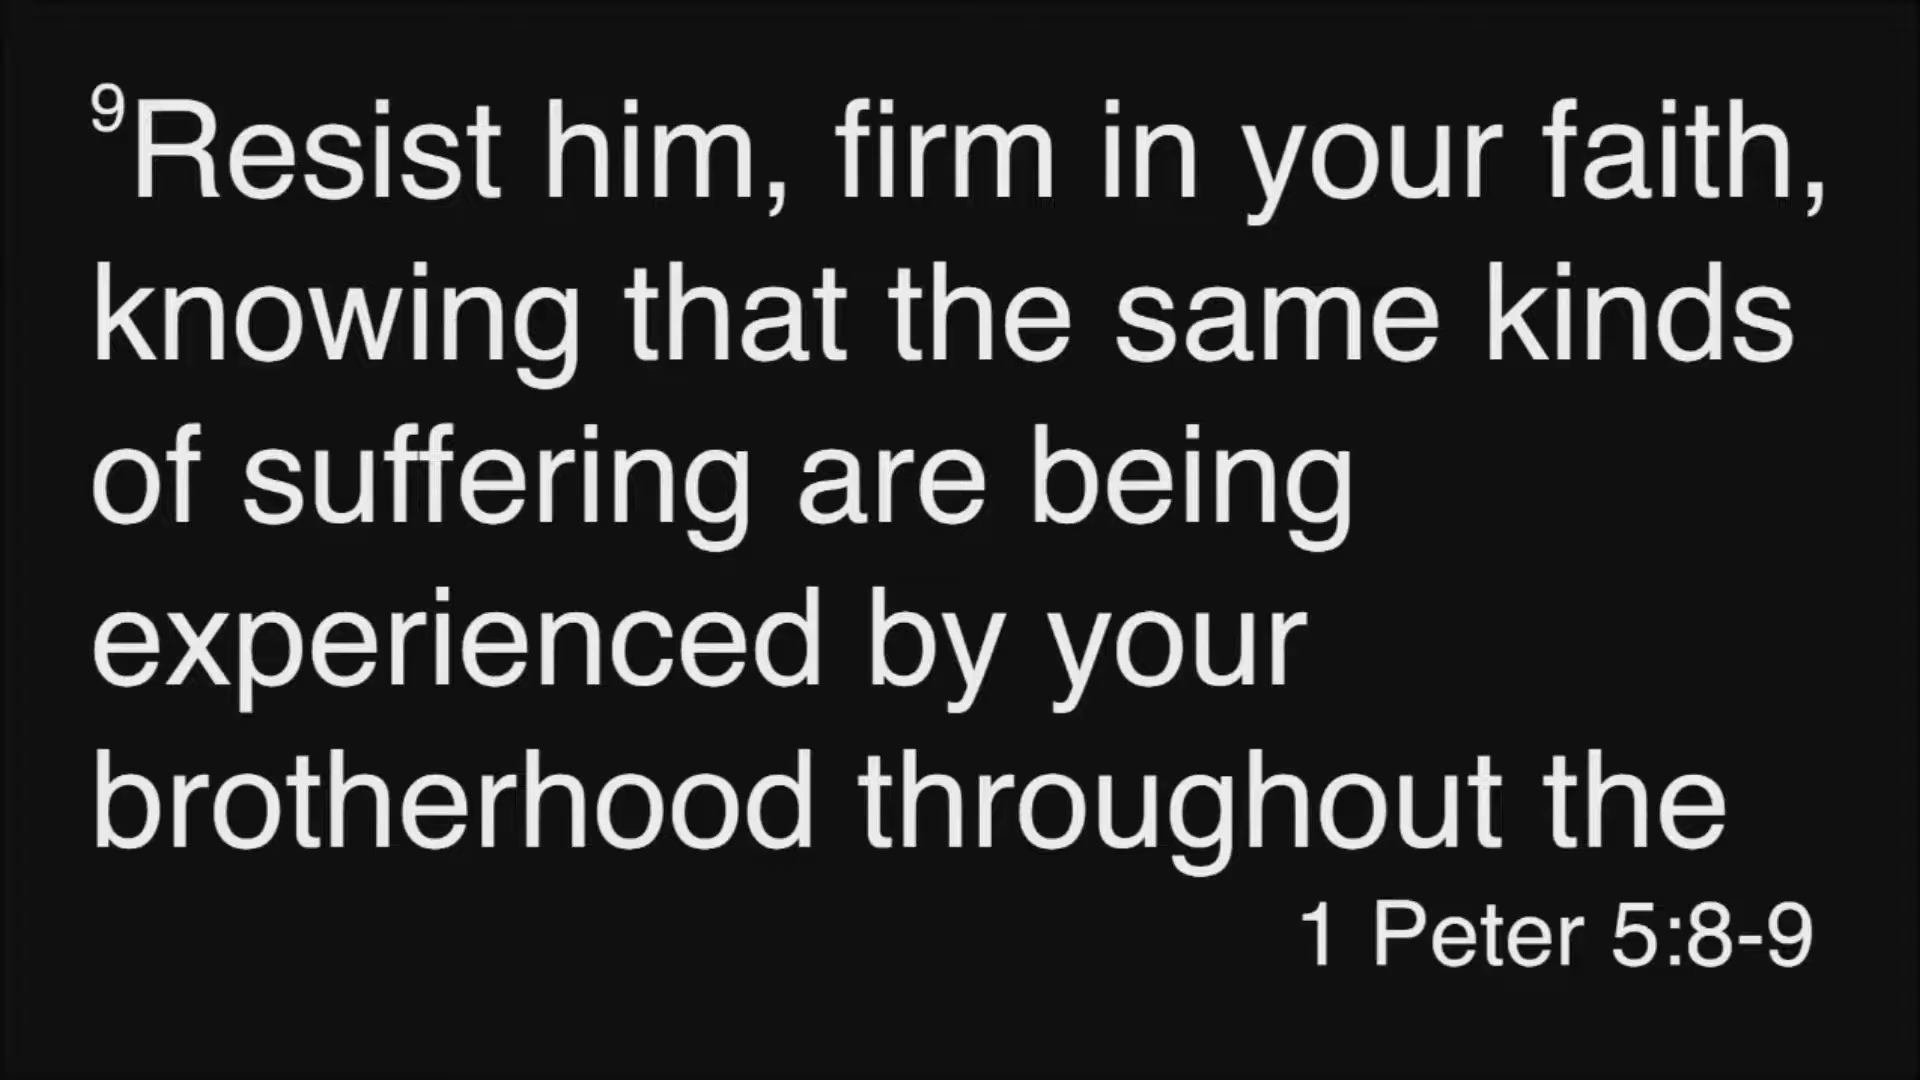 ⁹Resist him, firm in your faith,
knowing that the same kinds
of suffering are being
experienced by your
brotherhood throughout the
1 Peter 5:8-9